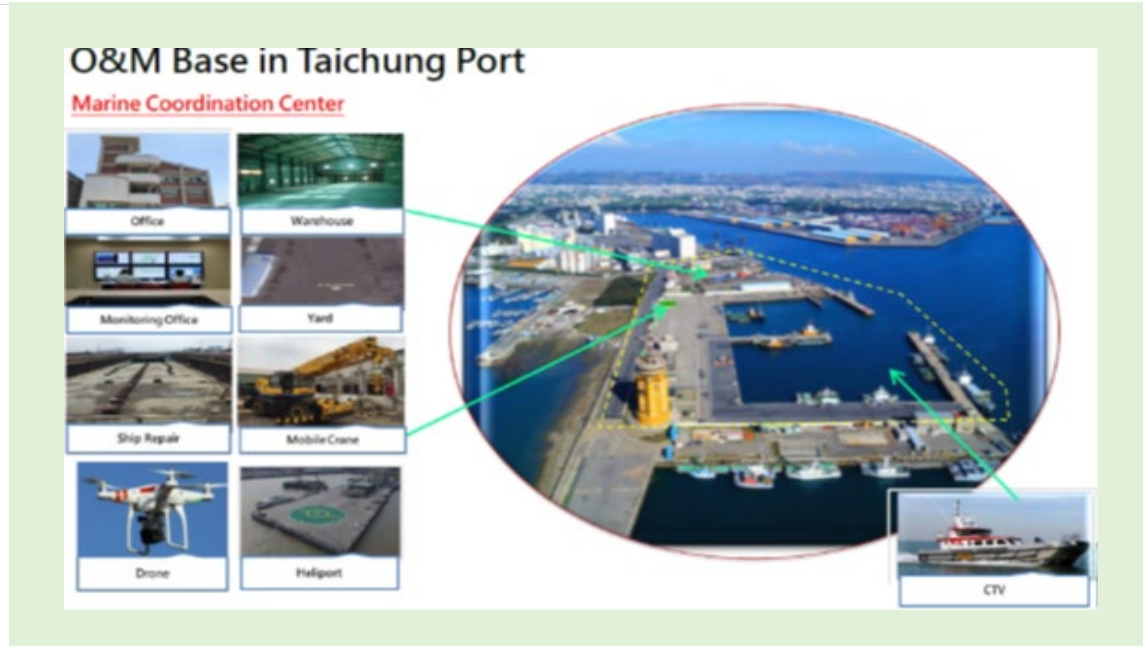 O&M Base in Taichung Port
Marine Coordination Center
Office
Warehouse
Monitoring Office
Yard
Ship Repair
Mobile Crane
Drone
Heliport
CTV